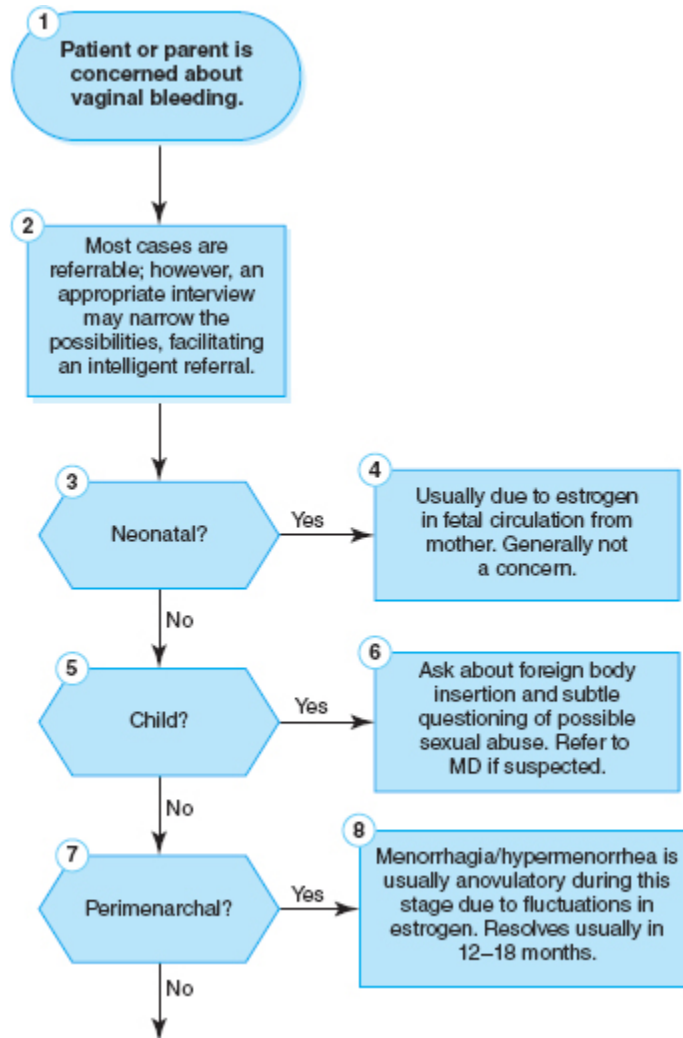 1
Patient or parent is
concerned about
vaginal bleeding.
2
Most cases are
referrable; however, an
appropriate interview
may narrow the
possibilities, facilitating
an intelligent referral.
3
Neonatal?
Yes
4
Usually due to estrogen
in fetal circulation from
mother. Generally not
a concern.
No
5
Child?
Yes
6
Ask about foreign body
insertion and subtle
questioning of possible
sexual abuse. Refer to
MD if suspected.
No
7
Perimenarchal?
Yes
8
Menorrhagia/hypermenorrhea is
usually anovulatory during this
stage due to fluctuations in
estrogen. Resolves usually in
12–18 months.
No